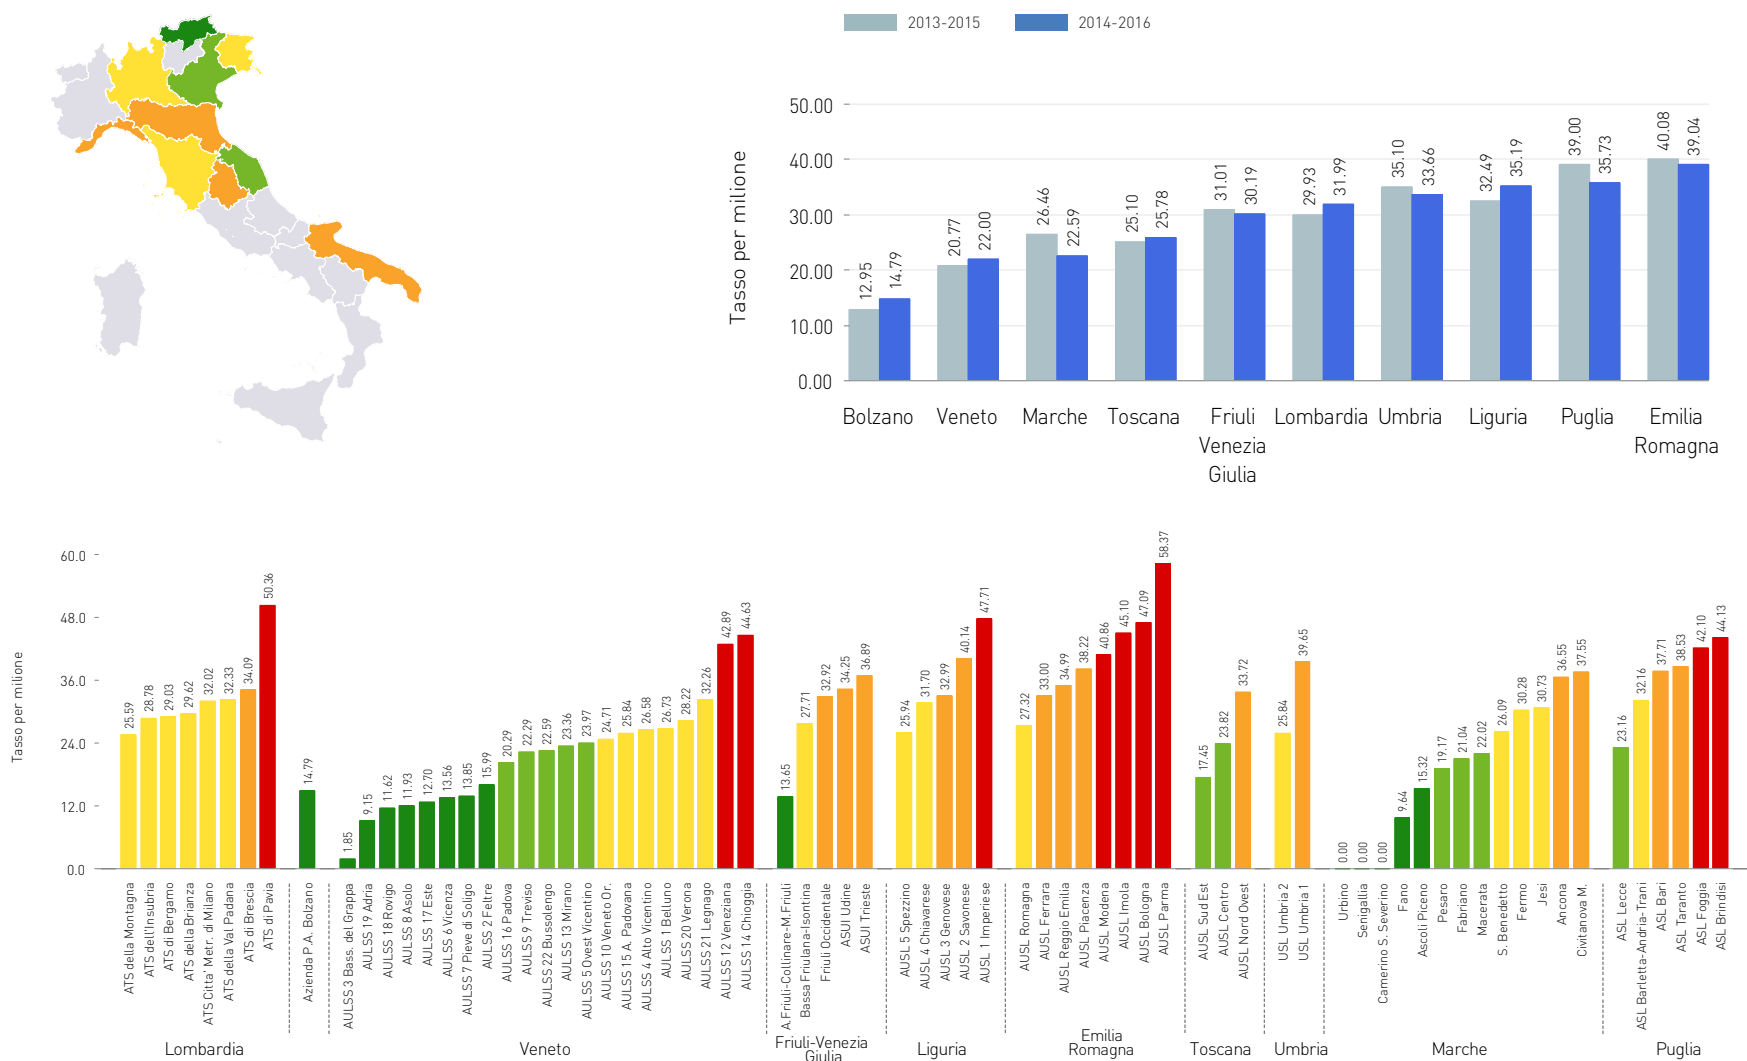 2013-2015
2014-2016
Tasso per milione
50.00
40.00
30.00
20.00
10.00
0.00
12.95
14.79
20.77
22.00
26.46
22.59
25.10
25.78
31.01
30.19
29.93
31.99
35.10
33.66
32.49
35.19
39.00
35.73
40.08
39.04
Bolzano
Veneto
Marche
Toscana
Friuli
Venezia
Giulia
Lombardia
Umbria
Liguria
Puglia
Emilia
Romagna
Tasso per milione
60.0
48.0
36.0
24.0
12.0
0.0
25.59
28.78
29.03
29.62
32.02
32.33
34.09
50.36
14.79
1.85
9.15
11.62
11.93
12.70
13.56
13.85
15.99
20.29
22.29
22.59
23.36
23.97
24.71
25.84
26.58
26.73
28.22
32.26
42.89
44.63
13.65
27.71
32.92
34.25
36.89
25.94
31.70
32.99
40.14
47.71
27.32
33.00
34.99
38.22
40.86
45.10
47.09
58.37
17.45
23.82
33.72
25.84
39.65
0.00
0.00
0.00
9.64
15.32
19.17
21.04
22.02
26.09
30.28
30.73
36.55
37.55
23.16
32.16
37.71
38.53
42.10
44.13
ATS della Montagna
ATS dell'Insubria
ATS di Bergamo
ATS della Brianza
ATS Citta' Metr. di Milano
ATS della Val Padana
ATS di Brescia
ATS di Pavia
Azienda P. A. Bolzano
AULSS 3 Bass. del Grappa
AULSS 19 Adria
AULSS 18 Rovigo
AULSS 8 Asolo
AULSS 17 Este
AULSS 6 Vicenza
AULSS 7 Pieve di Soligo
AULSS 2 Feltre
AULSS 16 Padova
AULSS 9 Treviso
AULSS 22 Bussolengo
AULSS 13 Mirano
AULSS 5 Ovest Vicentino
AULSS 10 Veneto Or.
AULSS 15 A. Padovana
AULSS 4 Alto Vicentino
AULSS 1 Belluno
AULSS 20 Verona
AULSS 21 Legnago
AULSS 12 Veneziana
AULSS 14 Chioggia
A.Friuli-Collinare-M.Friuli
Bassa Friulana-Isontina
Friuli Occidentale
ASUI Udine
ASUI Trieste
AUSL 5 Spezzino
AUSL 4 Chiavarese
AUSL 3 Genovese
AUSL 2 Savonese
AUSL 1 Imperiese
AUSL Romagna
AUSL Ferrara
AUSL Reggio Emilia
AUSL Piacenza
AUSL Modena
AUSL Imola
AUSL Bologna
AUSL Parma
AUSL Sud Est
AUSL Centro
AUSL Nord Ovest
USL Umbria 2
USL Umbria 1
Urbino
Senigallia
Camerino S. Severino
Fano
Ascoli Piceno
Pesaro
Fabriano
Macerata
S. Benedetto
Fermo
Jesi
Ancona
Civitanova M.
ASL Lecce
ASL Barletta-Andria-Trani
ASL Bari
ASL Taranto
ASL Foggia
ASL Brindisi
Lombardia
Veneto
Friuli-Venezia
Giulia
Liguria
Emilia
Romagna
Toscana
Umbria
Marche
Puglia